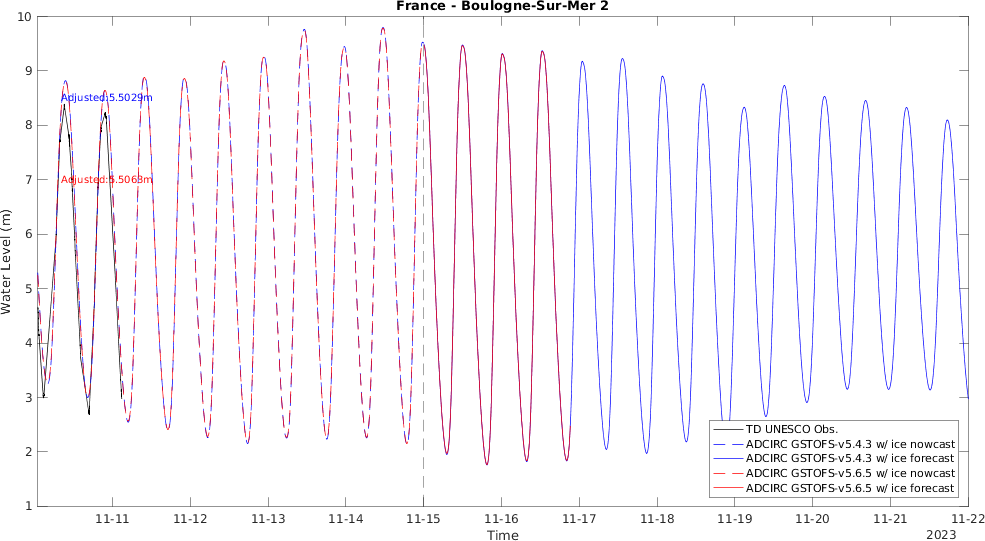 France - Boulogne-Sur-Mer 2
10
9
8
7
6
5
4
3
2
1
Water Level (m)
Adjusted:5.5029m
Adjusted:5.5063m
TD UNESCO Obs.
ADCIRC GSTOFS-v5.4.3 w/ ice nowcast
ADCIRC GSTOFS-v5.4.3 w/ ice forecast
ADCIRC GSTOFS-v5.6.5 w/ ice nowcast
ADCIRC GSTOFS-v5.6.5 w/ ice forecast
11-11 11-12 11-13 11-14 11-15 11-16 11-17 11-18 11-19 11-20 11-21 11-22
Time
2023